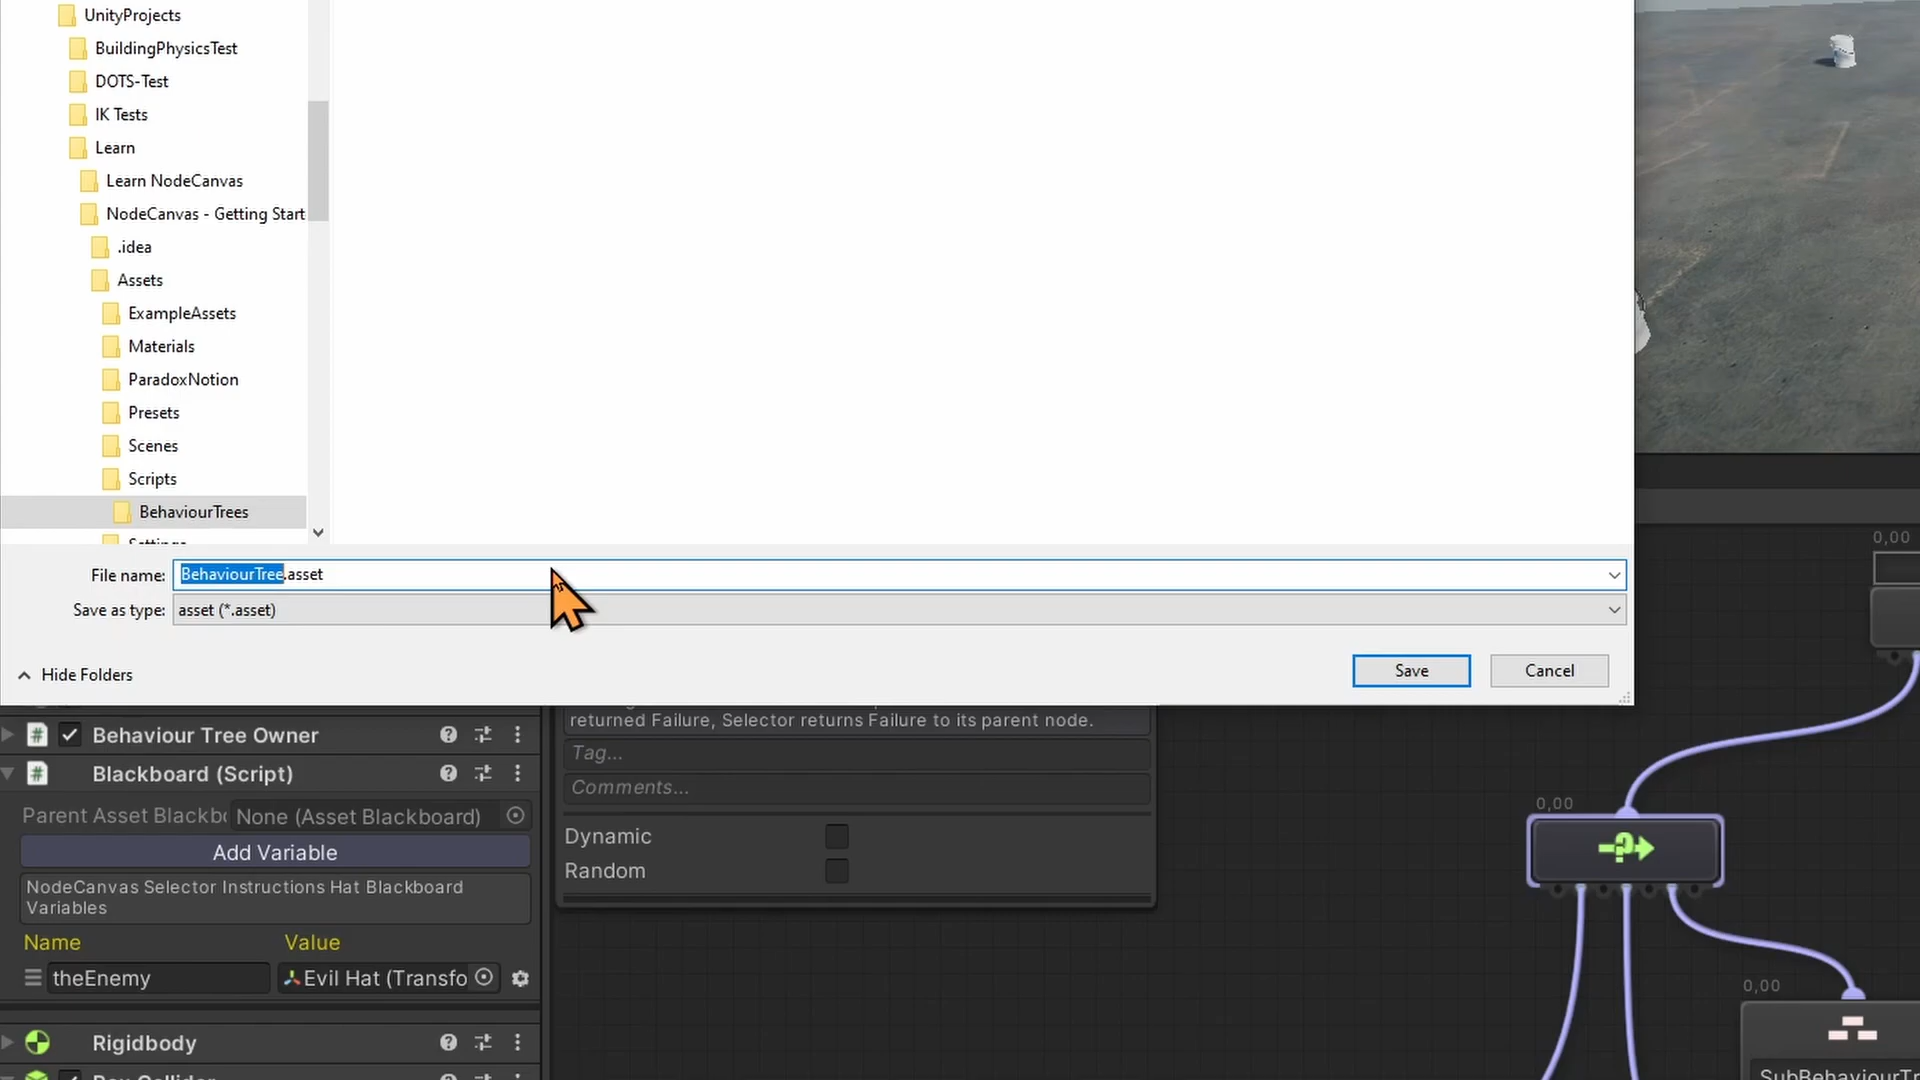 UnityProjects
BuildingPhysicsTest
DOTS-Test
IK Tests
Learn
Learn NodeCanvas
NodeCanvas - Getting Start
.idea
Assets
ExampleAssets
Materials
ParadoxNotion
Presets
Scenes
Scripts
BehaviourTrees
Settings
File name: BehaviourTree.asset
Save as type: asset (*.asset)
Hide Folders
Save
Cancel
Behaviour Tree Owner
Blackboard (Script)
Parent Asset Blackb
None (Asset Blackboard)
Add Variable
NodeCanvas Selector Instructions Hat Blackboard
Variables
Name Value
theEnemy Evil Hat (Transfo
Rigidbody
Box Collider
returned Failure, Selector returns Failure to its parent node.
Tag...
Comments...
Dynamic
Random
0,00
0,00
0,00
SubBehaviourTr